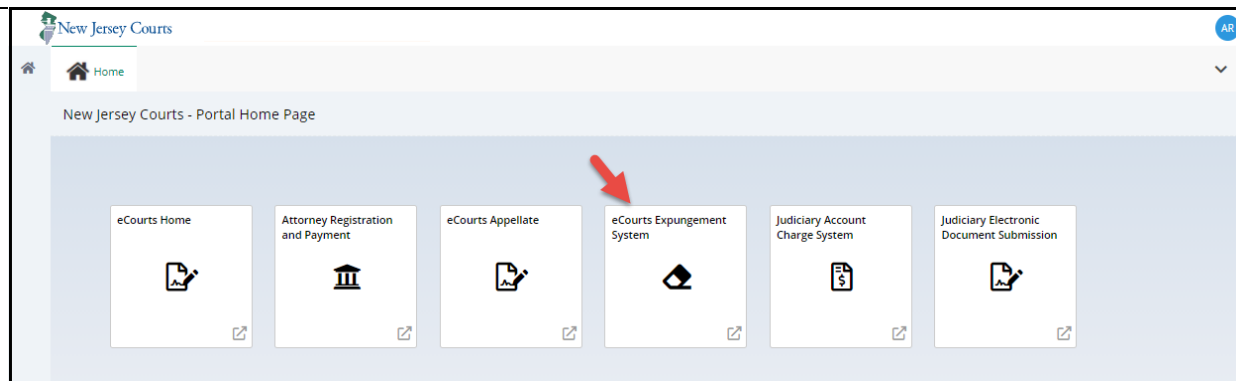 New Jersey Courts
AR
Home
New Jersey Courts - Portal Home Page
eCourts Home
Attorney Registration
and Payment
eCourts Appellate
eCourts Expungement
System
Judiciary Account
Charge System
Judiciary Electronic
Document Submission